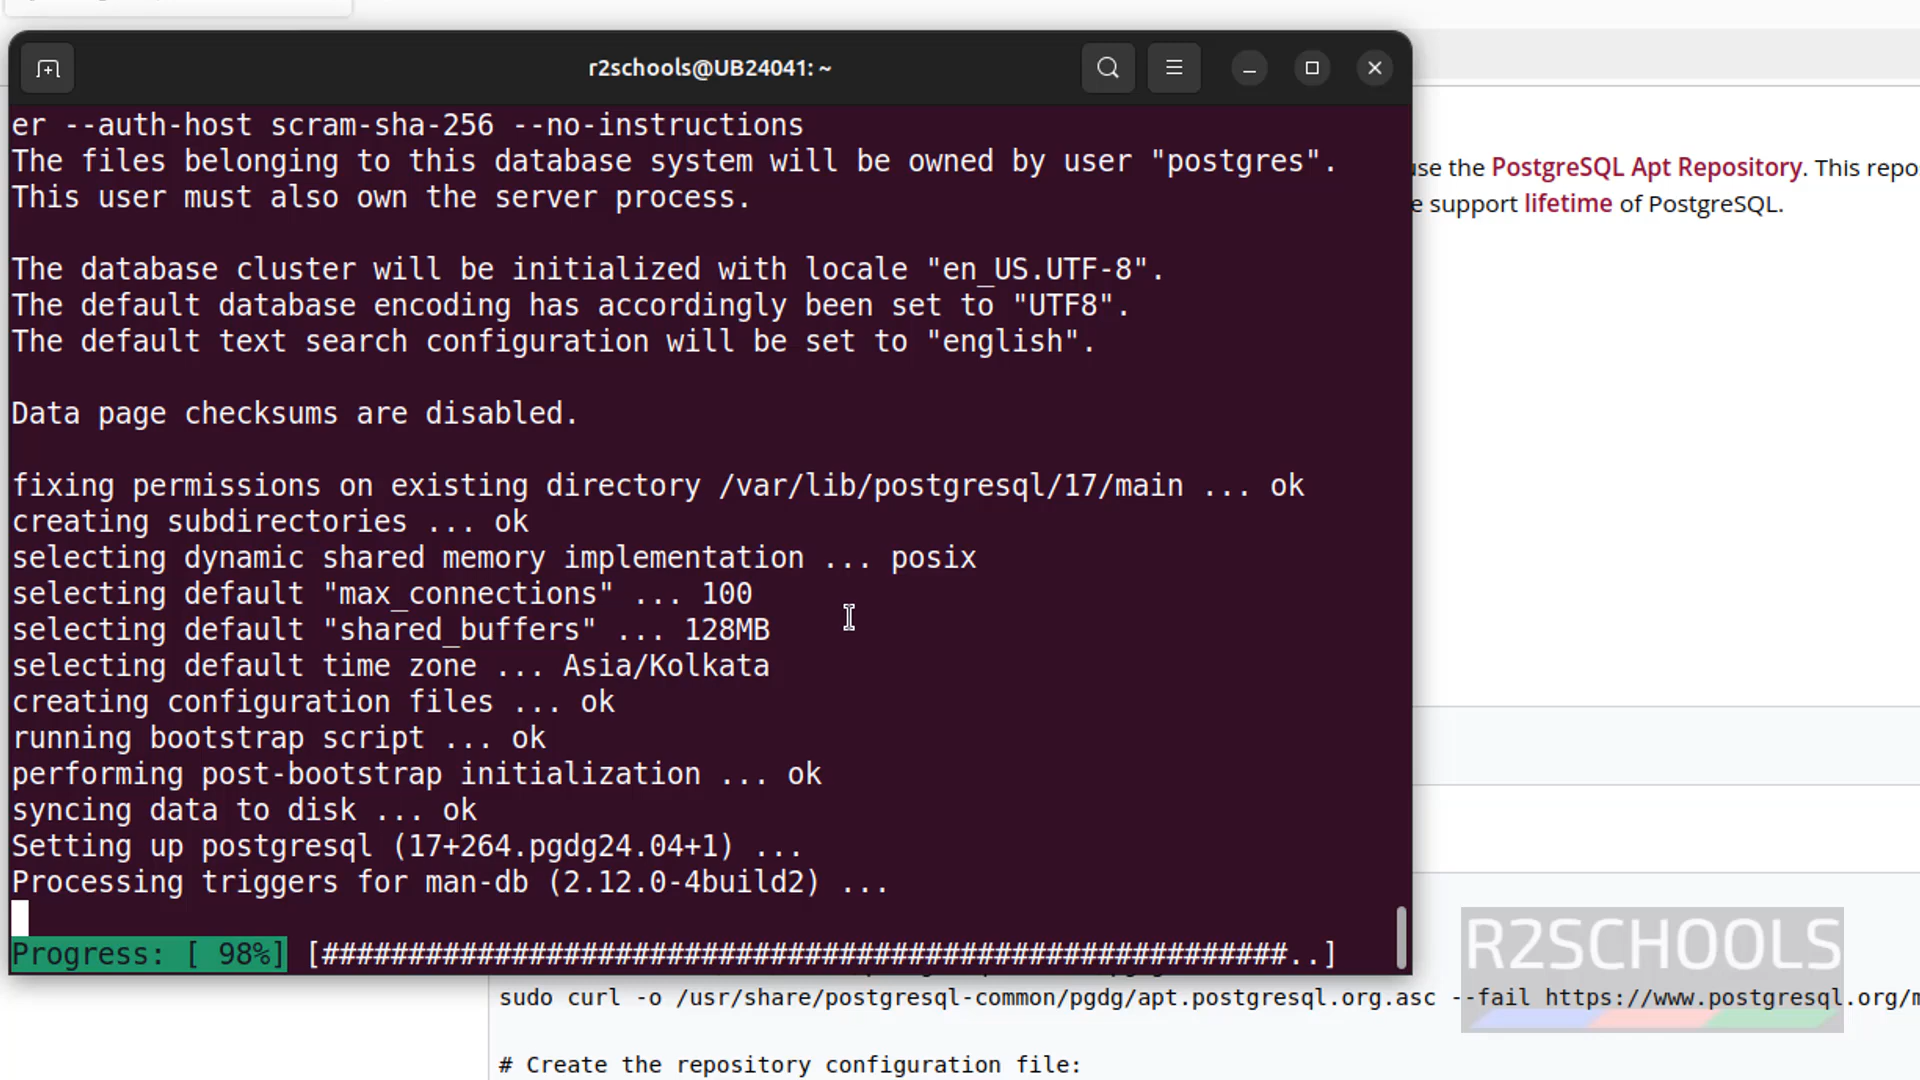 r2schools@UB24041: ~
er --auth-host scram-sha-256 --no-instructions
The files belonging to this database system will be owned by user "postgres".
This user must also own the server process.
The database cluster will be initialized with locale "en_US.UTF-8".
The default database encoding has accordingly been set to "UTF8".
The default text search configuration will be set to "english".
Data page checksums are disabled.
fixing permissions on existing directory /var/lib/postgresql/17/main ... ok
creating subdirectories ... ok
selecting dynamic shared memory implementation ... posix
selecting default "max_connections" ... 100
selecting default "shared_buffers" ... 128MB
selecting default time zone ... Asia/Kolkata
creating configuration files ... ok
running bootstrap script ... ok
performing post-bootstrap initialization ... ok
syncing data to disk ... ok
Setting up postgresql (17+264.pgdg24.04+1) ...
Processing triggers for man-db (2.12.0-4build2) ...
Progress: [ 98%] [########################################################..]
use the PostgreSQL Apt Repository. This repo
e support lifetime of PostgreSQL.
sudo curl -o /usr/share/postgresql-common/pgdg/apt.postgresql.org.asc --fail https://www.postgresql.org/m
# Create the repository configuration file:
R2SCHOOLS